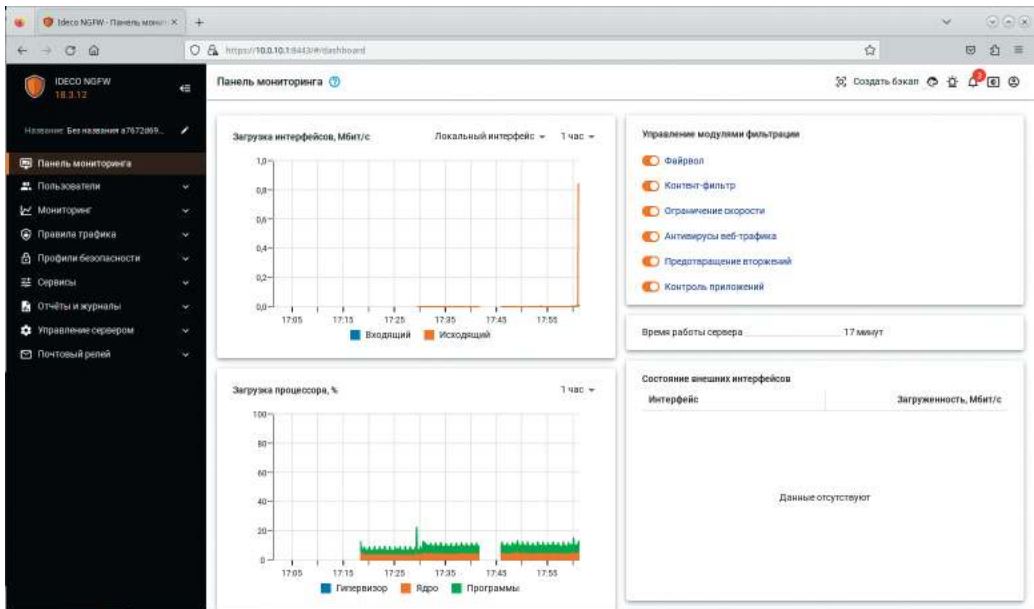 Ideco NGFW - Панель монит
https://10.0.10.1:8443/#/dashboard
IDECO NGFW
18.3.12
Название: Без названия a7672d69...
Панель мониторинга
Пользователи
Мониторинг
Правила трафика
Профили безопасности
Сервисы
Отчёты и журналы
Управление сервером
Почтовый релей
Панель мониторинга
Создать бэкап
Загрузка интерфейсов, Мбит/с
Локальный интерфейс
1 час
1,0
0,8
0,6
0,4
0,2
0,0
17:05 17:15 17:25 17:35 17:45 17:55
Входящий Исходящий
Загрузка процессора, %
1 час
100
80
60
40
20
0
17:05 17:15 17:25 17:35 17:45 17:55
Гипервизор Ядро Программы
Управление модулями фильтрации
Файрвол
Контент-фильтр
Ограничение скорости
Антивирусы веб-трафика
Предотвращение вторжений
Контроль приложений
Время работы сервера 17 минут
Состояние внешних интерфейсов
Интерфейс Загруженность, Мбит/с
Данные отсутствуют